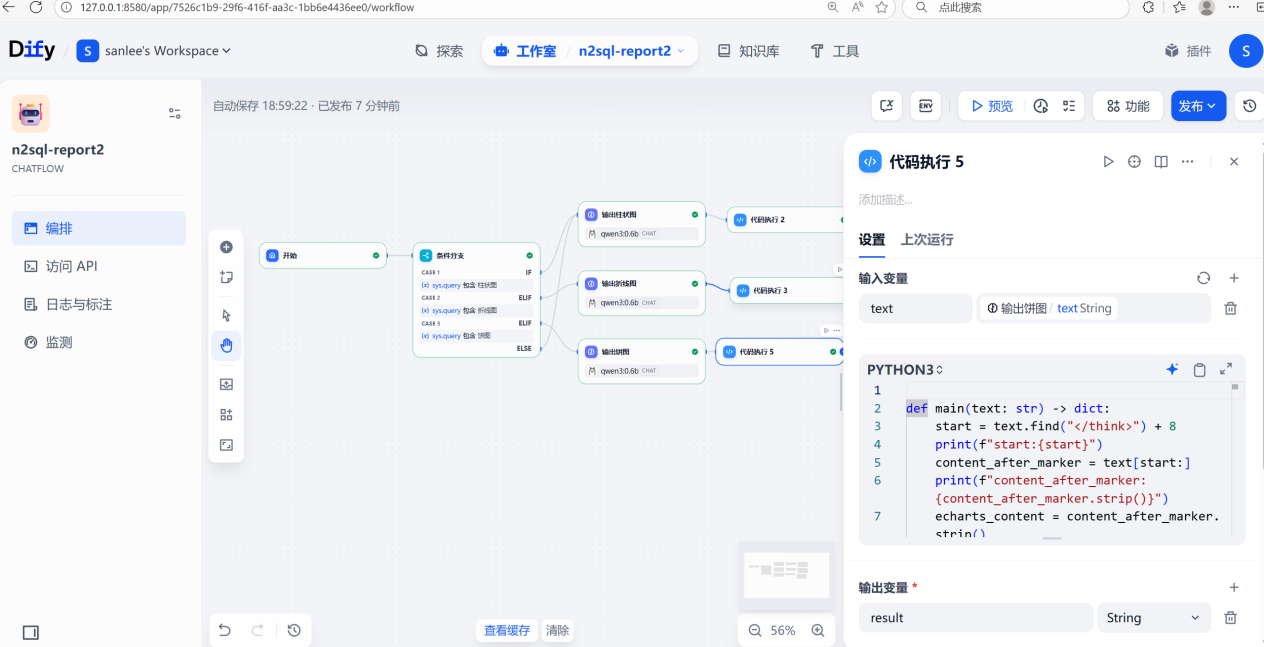 127.0.0.1:8580/app/7526c1b9-29f6-416f-aa3c-1bb6e4436ee0/workflow
点此搜索
Dify / S sanlee's Workspace
探索
工作室 / n2sql-report2
知识库
工具
插件
S
n2sql-report2
CHATFLOW
编排
访问 API
日志与标注
监测
自动保存 18:59:22 · 已发布 7 分钟前
ENV
预览
功能
发布
开始
条件分支
CASE 1 IF
{x} sys.query 包含 柱状图
CASE 2 ELIF
{x} sys.query 包含 折线图
CASE 3 ELIF
{x} sys.query 包含 饼图
ELSE
输出柱状图
qwen3:0.6b CHAT
输出折线图
qwen3:0.6b CHAT
输出饼图
qwen3:0.6b CHAT
代码执行 2
代码执行 3
代码执行 5
查看缓存
清除
56%
代码执行 5
添加描述...
设置 上次运行
输入变量
text
输出饼图 / text String
PYTHON3
1
2 def main(text: str) -> dict:
3 start = text.find("</think>") + 8
4 print(f"start:{start}")
5 content_after_marker = text[start:]
6 print(f"content_after_marker:
{content_after_marker.strip()}")
7 echarts_content = content_after_marker.
strip()
输出变量 *
result
String